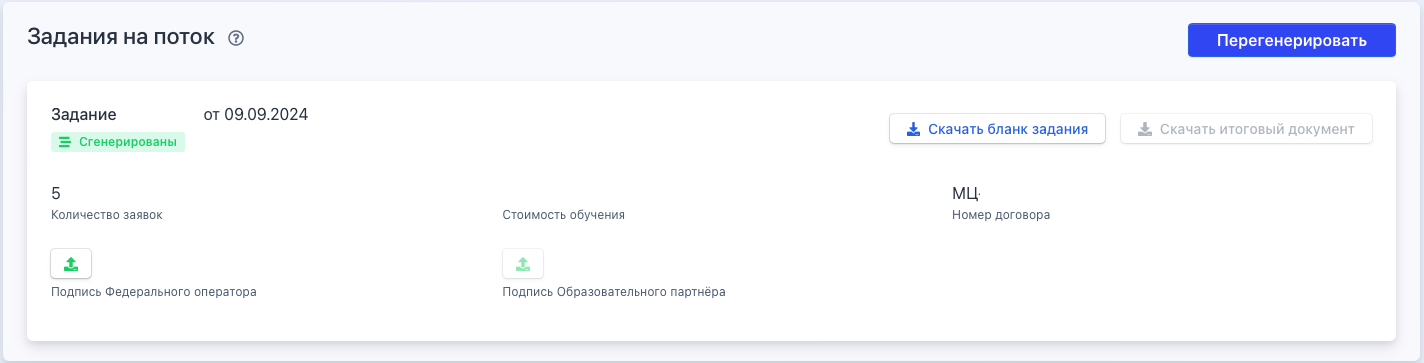 Задания на поток
Перегенерировать
Задание от 09.09.2024
Сгенерированы
Скачать бланк задания
Скачать итоговый документ
5
Количество заявок
Стоимость обучения
МЦ
Номер договора
Подпись Федерального оператора
Подпись Образовательного партнёра